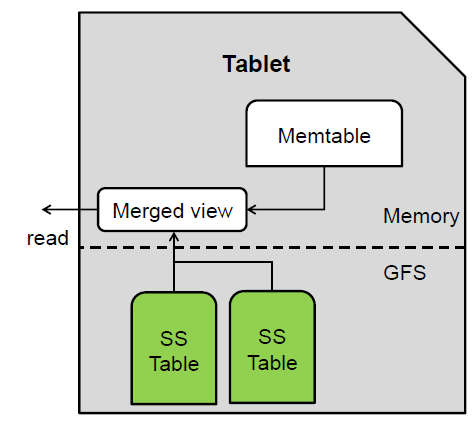 Tablet
Memtable
Merged view
Memory
read
GFS
SS
Table
SS
Table